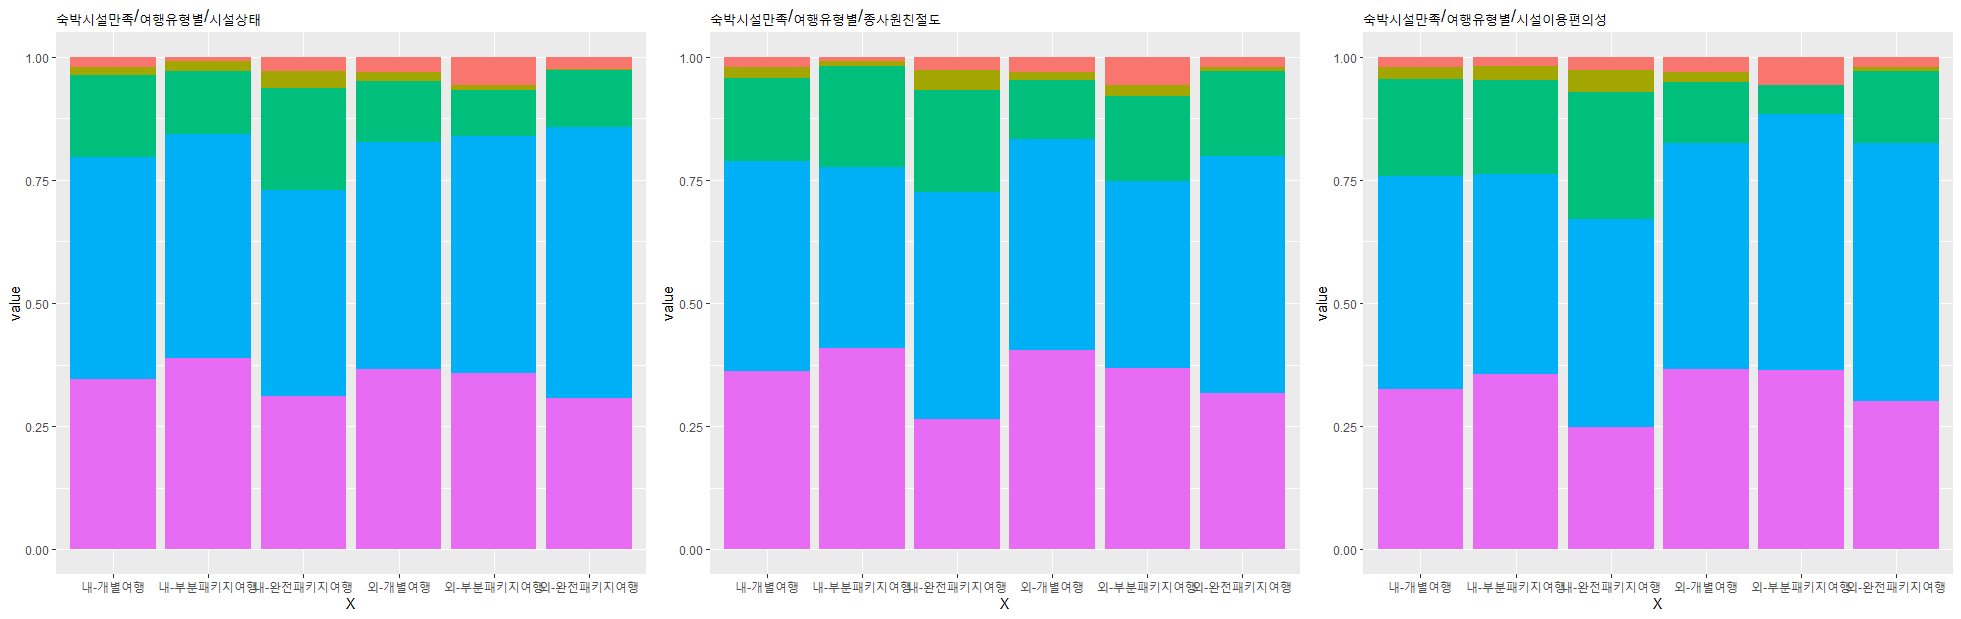 숙박시설만족/여행유형별/시설상태
1.00
0.75
0.50
0.25
0.00
value
내-개별여행 내-부분패키지여행 내-완전패키지여행 외-개별여행 외-부분패키지여행 외-완전패키지여행
X
숙박시설만족/여행유형별/종사원친절도
1.00
0.75
0.50
0.25
0.00
value
내-개별여행 내-부분패키지여행 내-완전패키지여행 외-개별여행 외-부분패키지여행 외-완전패키지여행
X
숙박시설만족/여행유형별/시설이용편의성
1.00
0.75
0.50
0.25
0.00
value
내-개별여행 내-부분패키지여행 내-완전패키지여행 외-개별여행 외-부분패키지여행 외-완전패키지여행
X